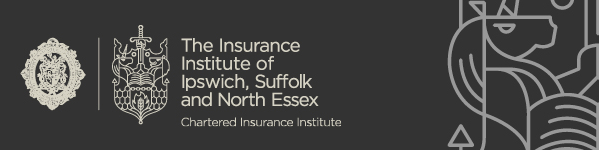 The Insurance
Institute of
Ipswich, Suffolk
and North Essex
Chartered Insurance Institute